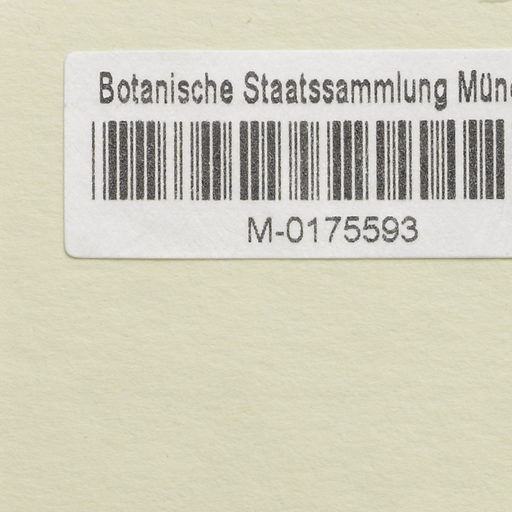 Botanische Staatssammlung Mün
M-0175593